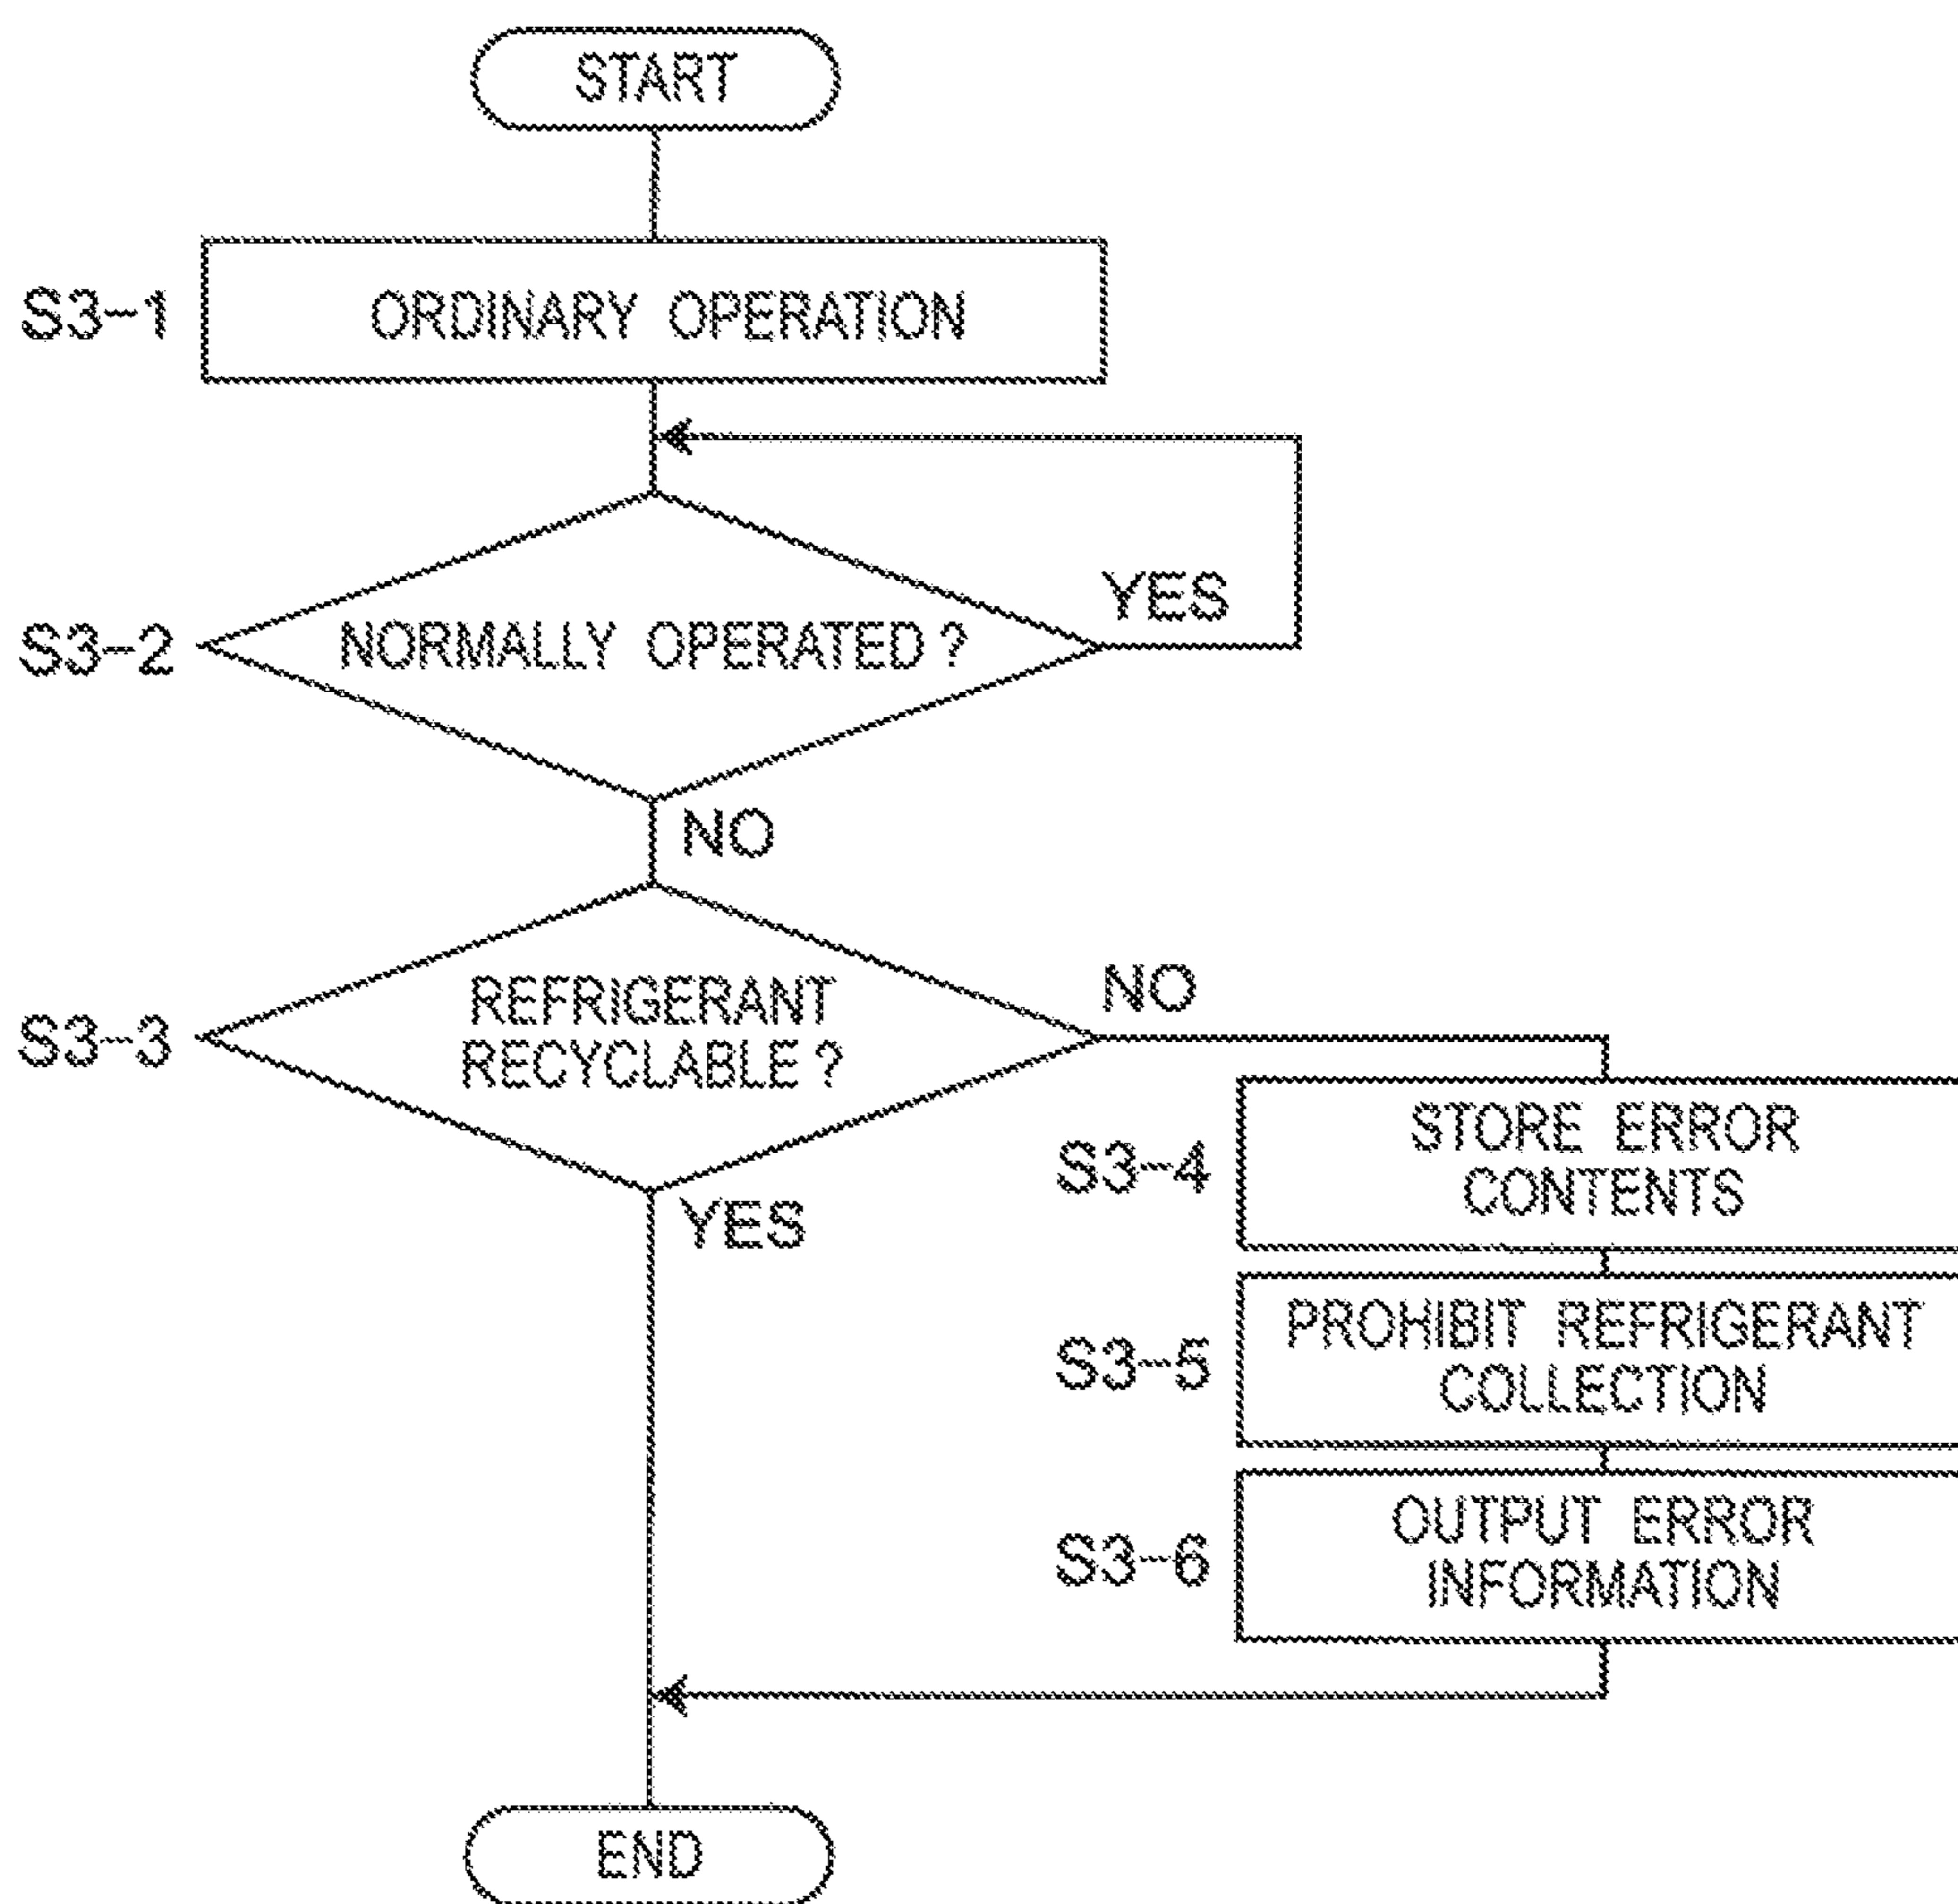 START
S3-1
ORDINARY OPERATION
YES
S3-2
NORMALLY OPERATED ?
NO
S3-3
REFRIGERANT
RECYCLABLE ?
NO
YES
S3-4
STORE ERROR
CONTENTS
S3-5
PROHIBIT REFRIGERANT
COLLECTION
S3-6
OUTPUT ERROR
INFORMATION
END